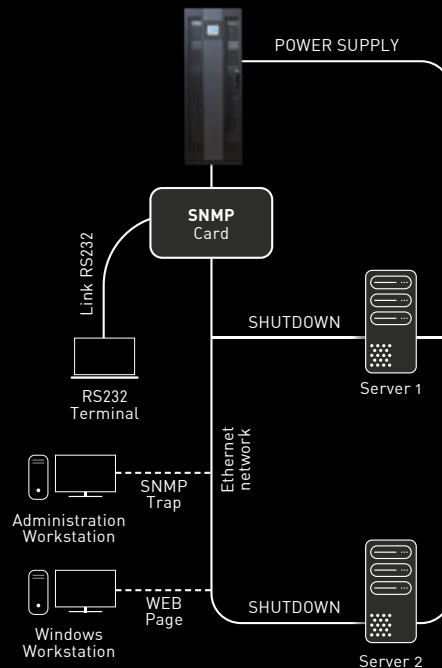 POWER SUPPLY
SNMP
Card
Link RS232
SHUTDOWN
Server 1
RS232
Terminal
Ethernet
network
SNMP
Trap
Administration
Workstation
WEB
Page
SHUTDOWN
Windows
Workstation
Server 2